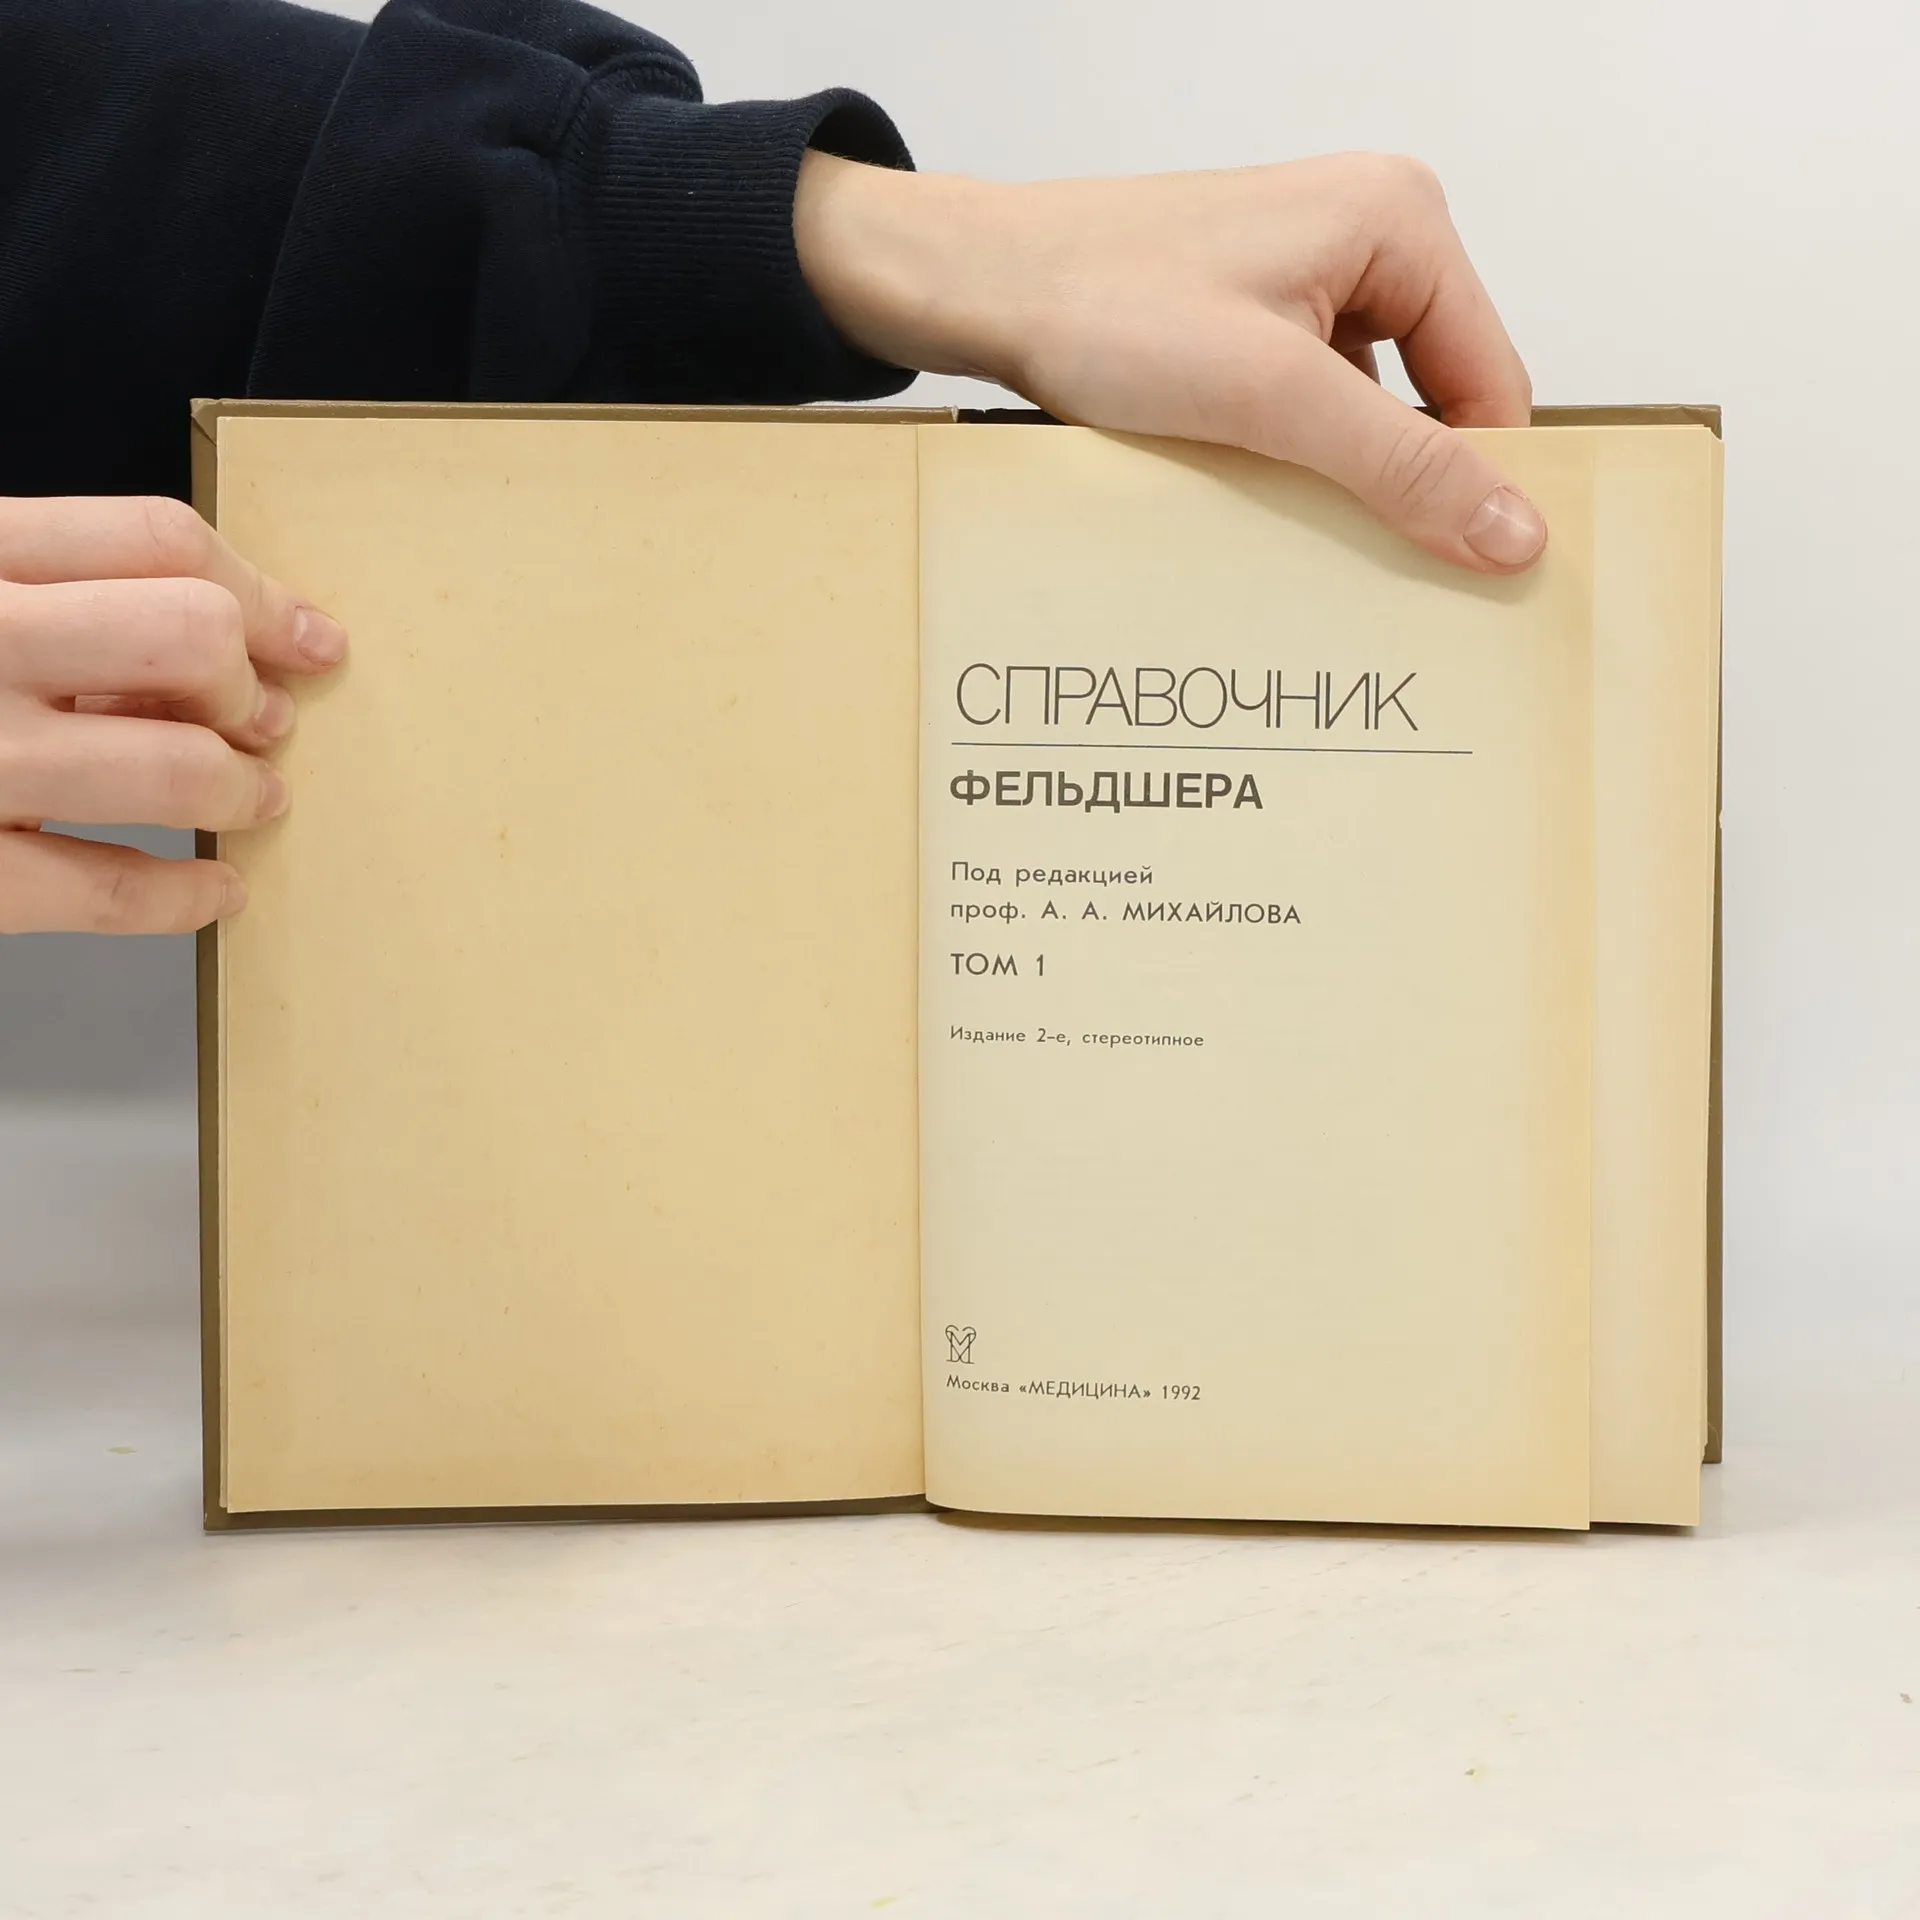 СПРАВОЧНИК
ФЕЛЬДШЕРА
Под редакцией
проф. А. А. МИХАЙЛОВА
ТОМ 1
Издание 2-е, стереотипное
М
Москва «МЕДИЦИНА» 1992